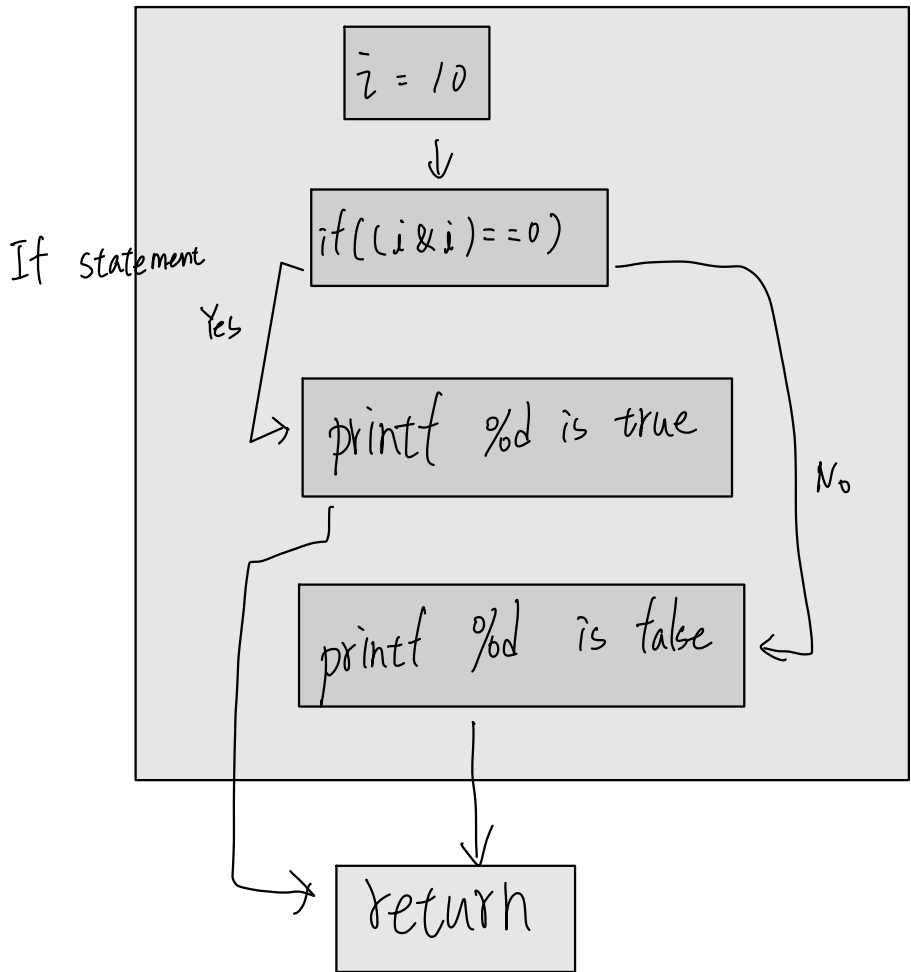 i = 10
if((i&i)==0)
If statement
Yes
printf %d is true
No
printf %d is false
return